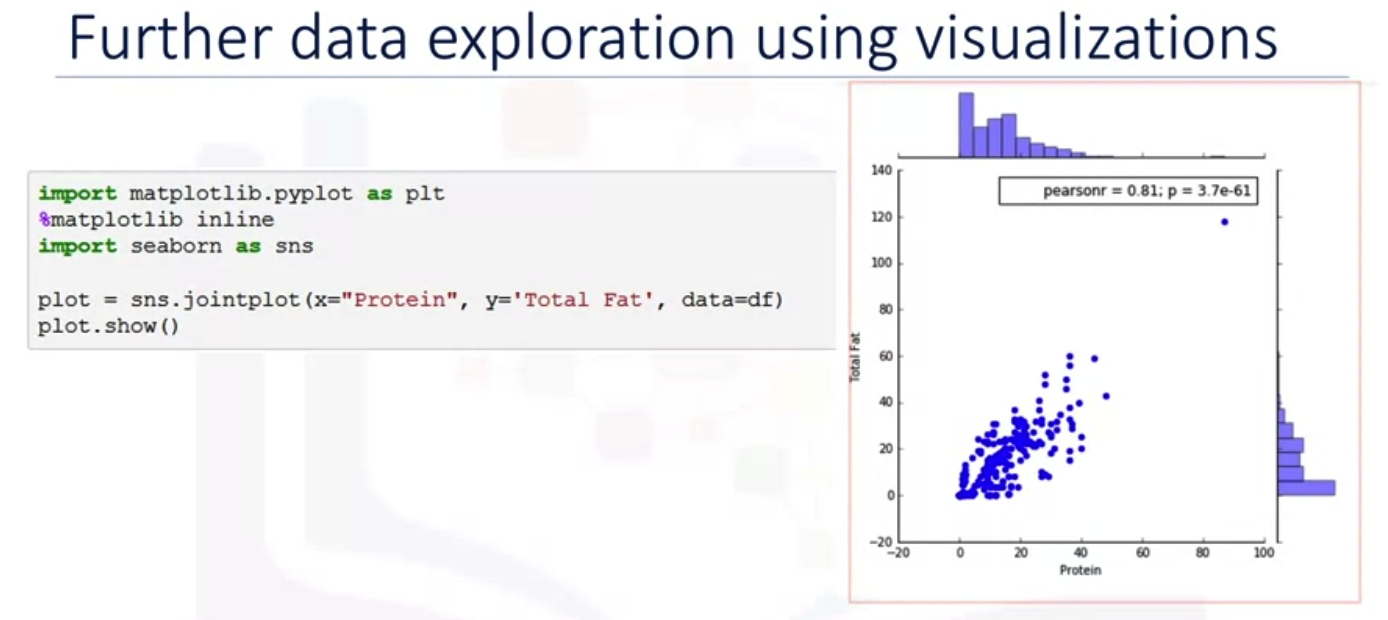 Further data exploration using visualizations
import matplotlib.pyplot as plt
%matplotlib inline
import seaborn as sns
plot = sns.jointplot(x="Protein", y='Total Fat', data=df)
plot.show()
pearsonr = 0.81; p = 3.7e-61
140
120
100
80
60
40
20
0
−20
Total Fat
−20 0 20 40 60 80 100
Protein